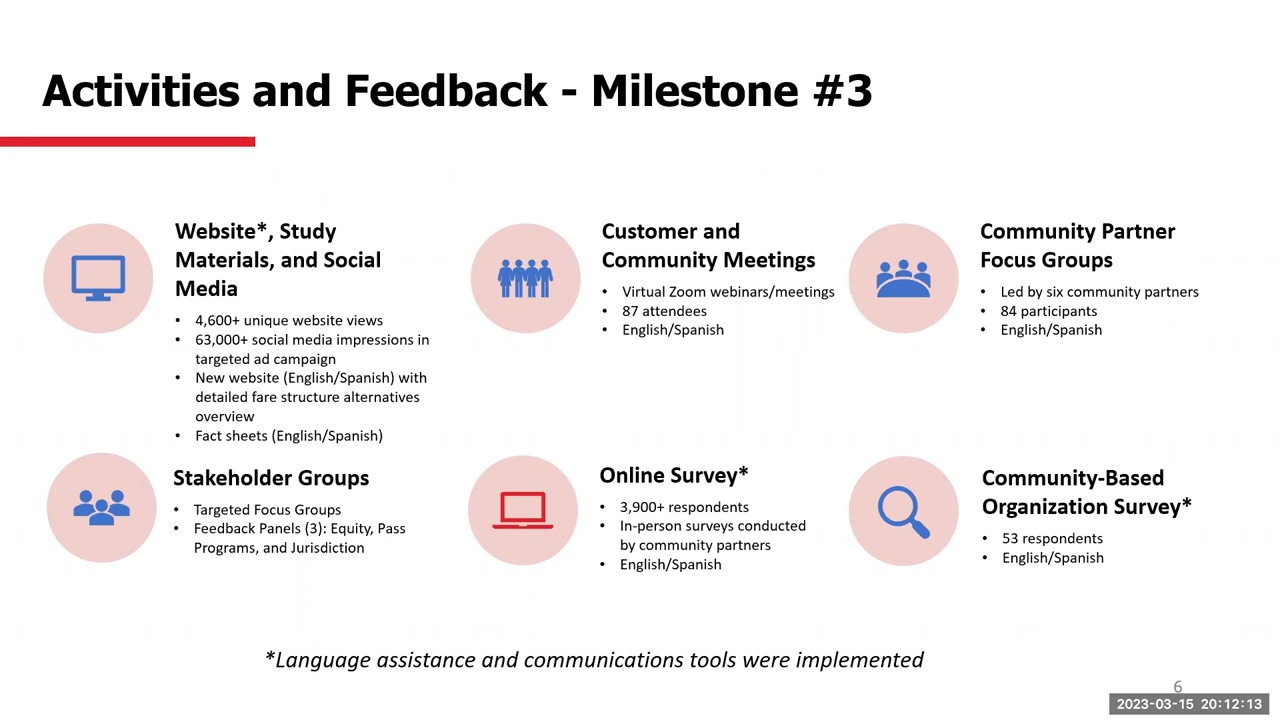 Activities and Feedback - Milestone #3
Website*, Study
Materials, and Social
Media
• 4,600+ unique website views
• 63,000+ social media impressions in
targeted ad campaign
• New website (English/Spanish) with
detailed fare structure alternatives
overview
• Fact sheets (English/Spanish)
Customer and
Community Meetings
• Virtual Zoom webinars/meetings
• 87 attendees
• English/Spanish
Community Partner
Focus Groups
• Led by six community partners
• 84 participants
• English/Spanish
Stakeholder Groups
• Targeted Focus Groups
• Feedback Panels (3): Equity, Pass
Programs, and Jurisdiction
Online Survey*
• 3,900+ respondents
• In-person surveys conducted
by community partners
• English/Spanish
Community-Based
Organization Survey*
• 53 respondents
• English/Spanish
*Language assistance and communications tools were implemented
6
2023-03-15 20:12:13